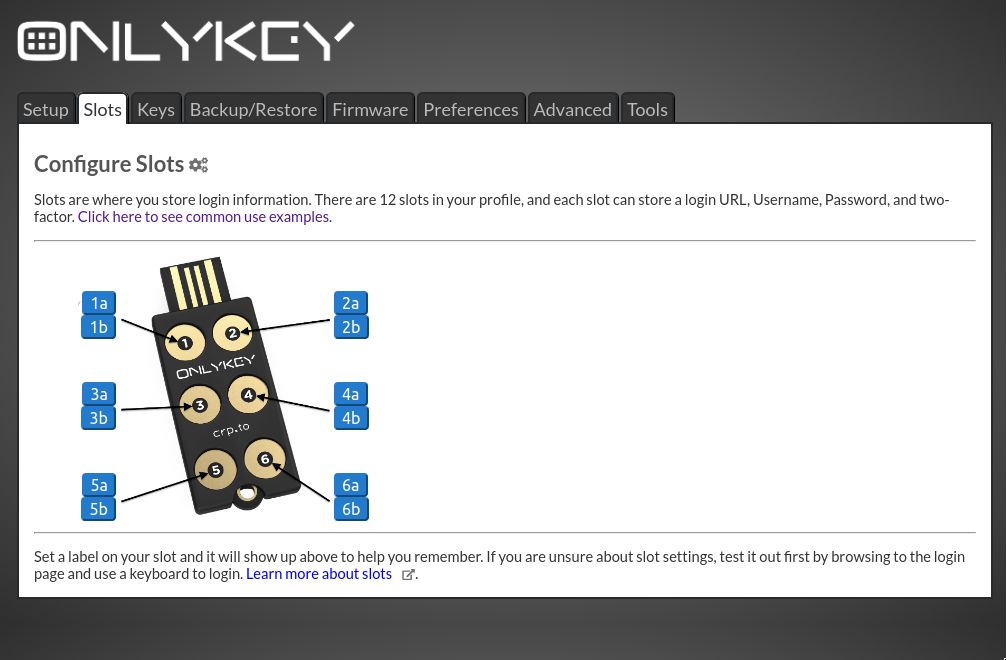 ONLYKEY
Setup Slots Keys Backup/Restore Firmware Preferences Advanced Tools
Configure Slots
Slots are where you store login information. There are 12 slots in your profile, and each slot can store a login URL, Username, Password, and two-
factor. Click here to see common use examples.
1a
1b
2a
2b
1
2
ONLYKEY
3a
3b
4a
4b
3
4
crp.to
5a
5b
6a
6b
5
6
Set a label on your slot and it will show up above to help you remember. If you are unsure about slot settings, test it out first by browsing to the login
page and use a keyboard to login. Learn more about slots .